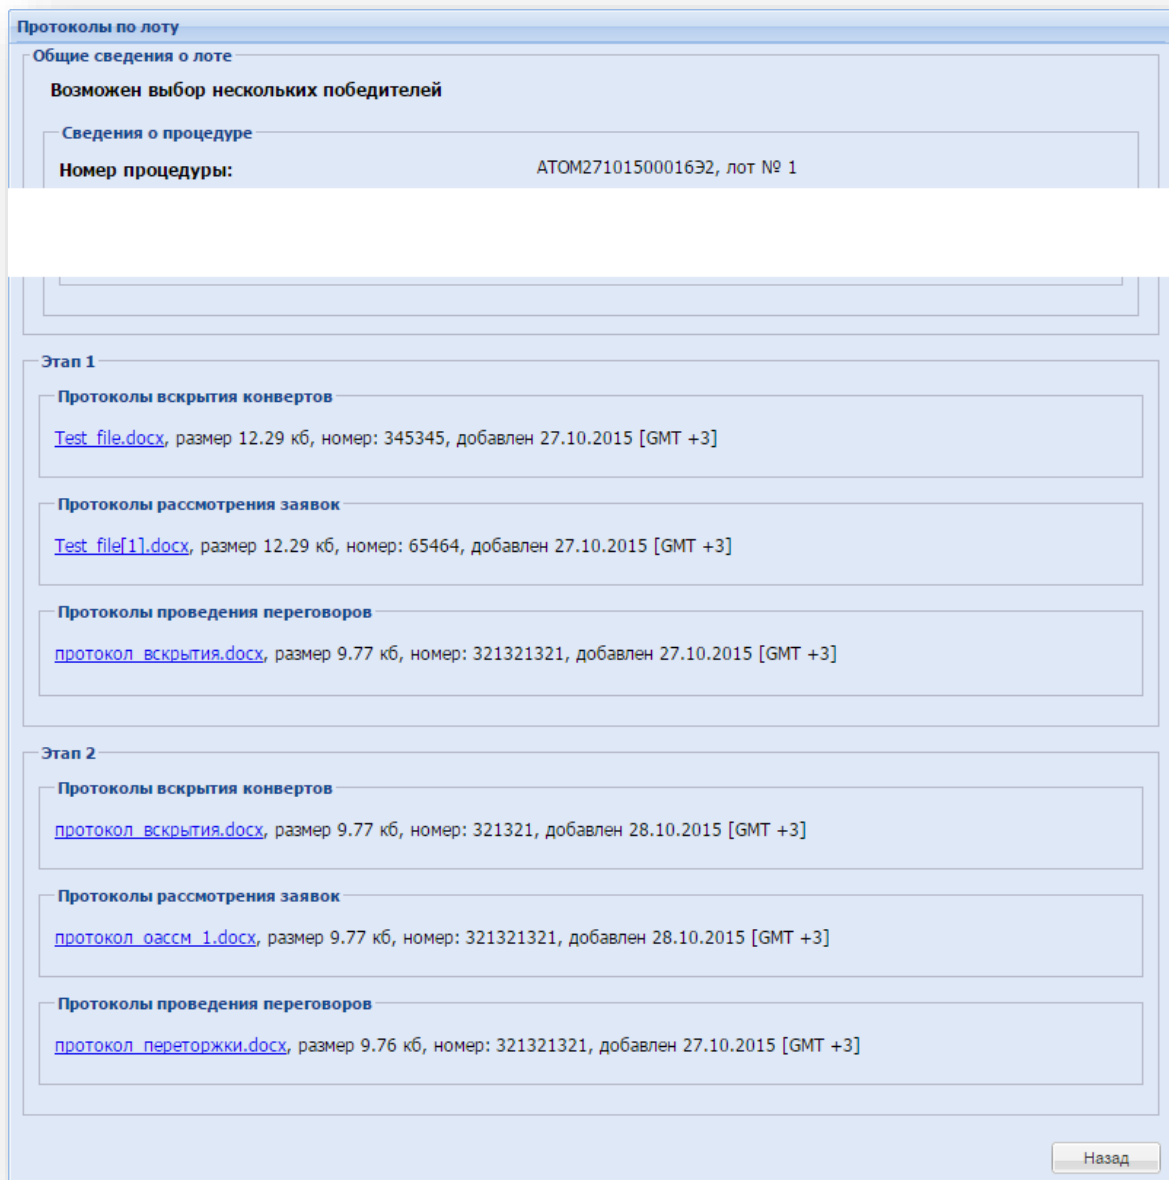 Протоколы по лоту
Общие сведения о лоте
Возможен выбор нескольких победителей
Сведения о процедуре
Номер процедуры: АТОМ27101500016Э2, лот № 1
Этап 1
Протоколы вскрытия конвертов
Test_file.docx, размер 12.29 кб, номер: 345345, добавлен 27.10.2015 [GMT +3]
Протоколы рассмотрения заявок
Test_file[1].docx, размер 12.29 кб, номер: 65464, добавлен 27.10.2015 [GMT +3]
Протоколы проведения переговоров
протокол_вскрытия.docx, размер 9.77 кб, номер: 321321321, добавлен 27.10.2015 [GMT +3]
Этап 2
Протоколы вскрытия конвертов
протокол_вскрытия.docx, размер 9.77 кб, номер: 321321, добавлен 28.10.2015 [GMT +3]
Протоколы рассмотрения заявок
протокол_оассм_1.docx, размер 9.77 кб, номер: 321321321, добавлен 28.10.2015 [GMT +3]
Протоколы проведения переговоров
протокол_переторжки.docx, размер 9.76 кб, номер: 321321321, добавлен 27.10.2015 [GMT +3]
Назад